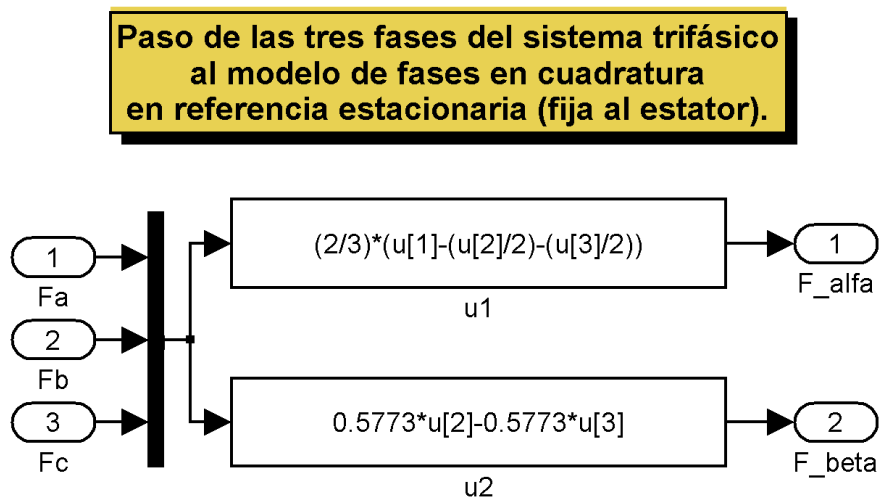 Paso de las tres fases del sistema trifásico
al modelo de fases en cuadratura
en referencia estacionaria (fija al estator).
1
Fa
2
Fb
3
Fc
(2/3)*(u[1]-(u[2]/2)-(u[3]/2))
u1
0.5773*u[2]-0.5773*u[3]
u2
1
F_alfa
2
F_beta